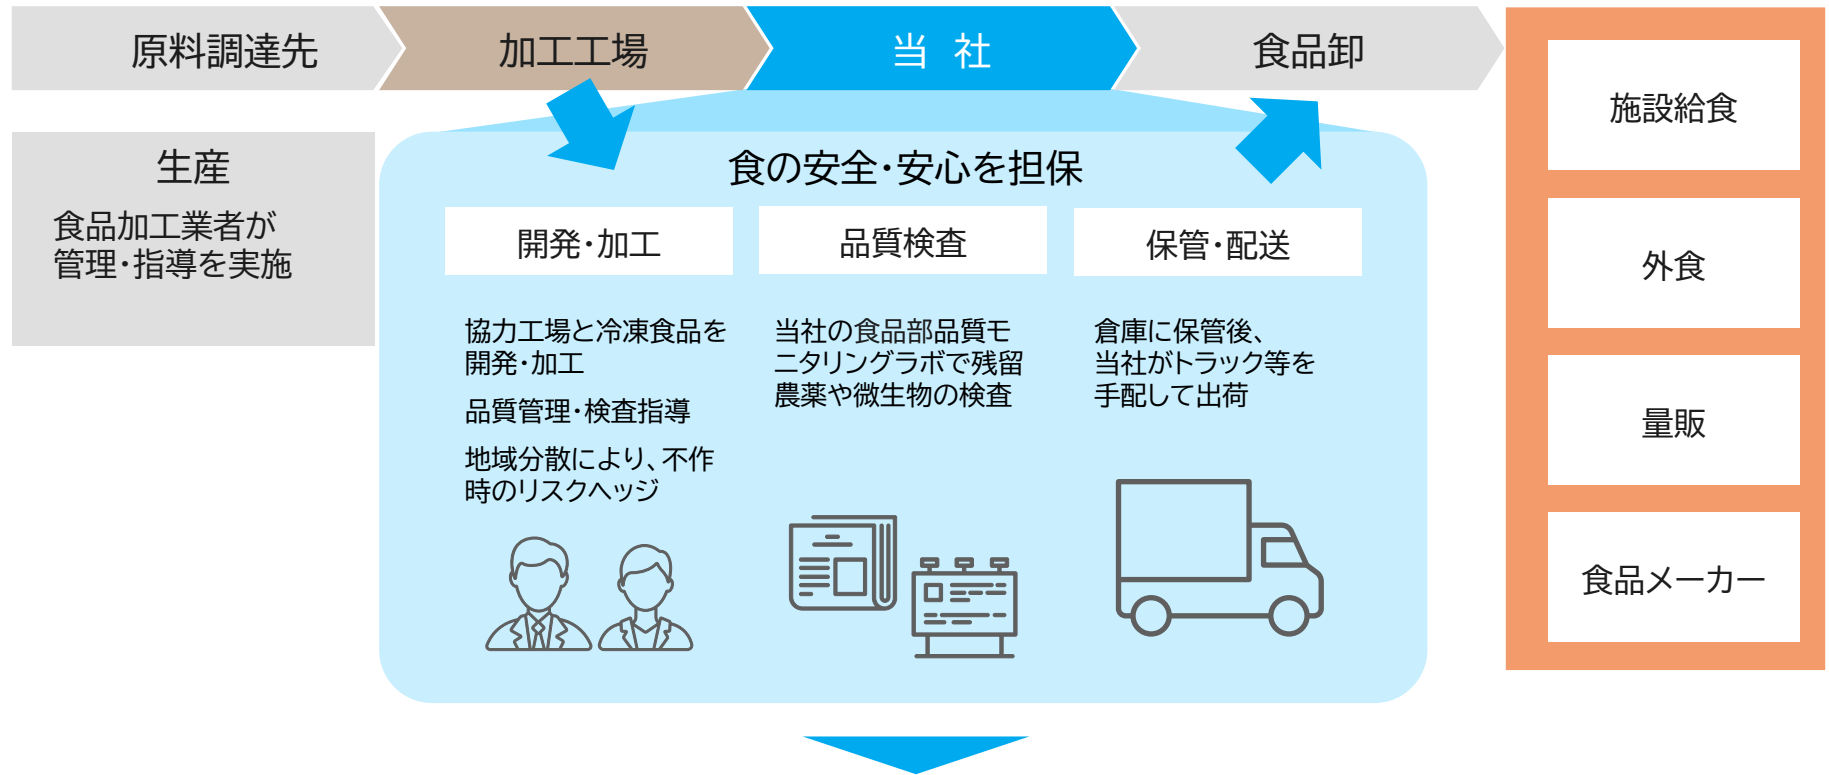 原料調達先
加工工場
当 社
食品卸
生産
食品加工業者が
管理・指導を実施
食の安全・安心を担保
開発・加工
協力工場と冷凍食品を
開発・加工
品質管理・検査指導
地域分散により、不作
時のリスクヘッジ
品質検査
当社の食品部品質モ
ニタリングラボで残留
農薬や微生物の検査
保管・配送
倉庫に保管後、
当社がトラック等を
手配して出荷
施設給食
外食
量販
食品メーカー